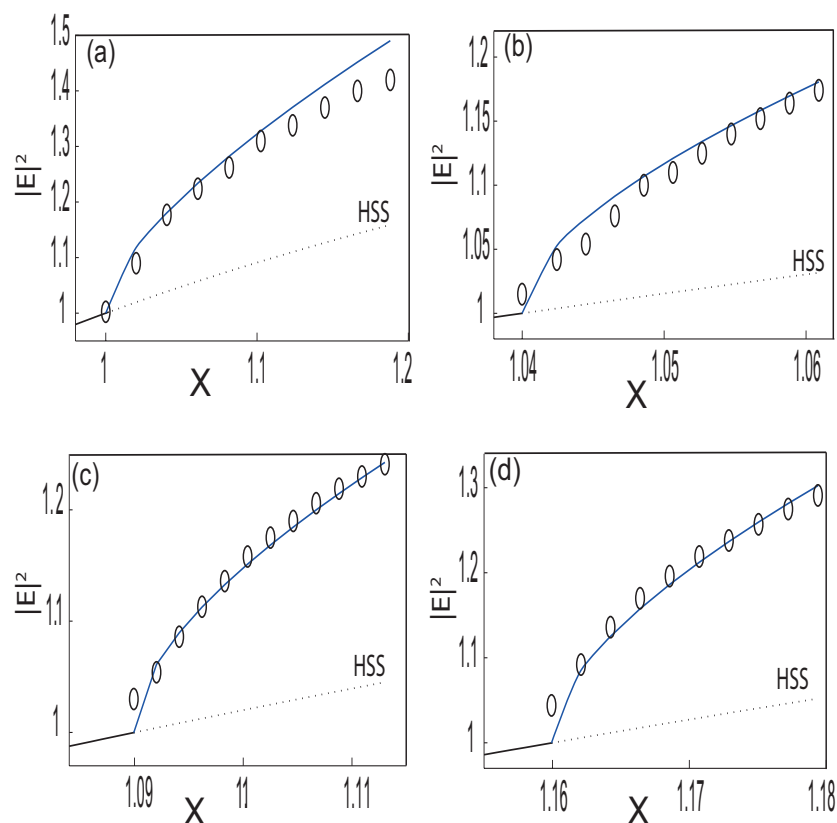 (a)
1.5
1.4
1.3
1.2
1.1
1
|E|²
HSS
1 1.1 1.2
X
(b)
1.2
1.15
1.1
1.05
1
|E|²
HSS
1.04 1.05 1.06
X
(c)
1.2
1.1
1
|E|²
HSS
1.09 11. 1.11
X
(d)
1.3
1.2
1.1
1
|E|²
HSS
1.16 1.17 1.18
X